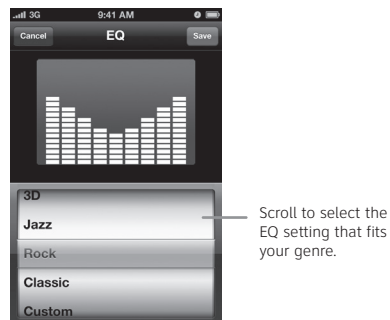 3G 9:41 AM
Cancel EQ Save
3D
Jazz
Rock
Classic
Custom
Scroll to select the
EQ setting that fits
your genre.